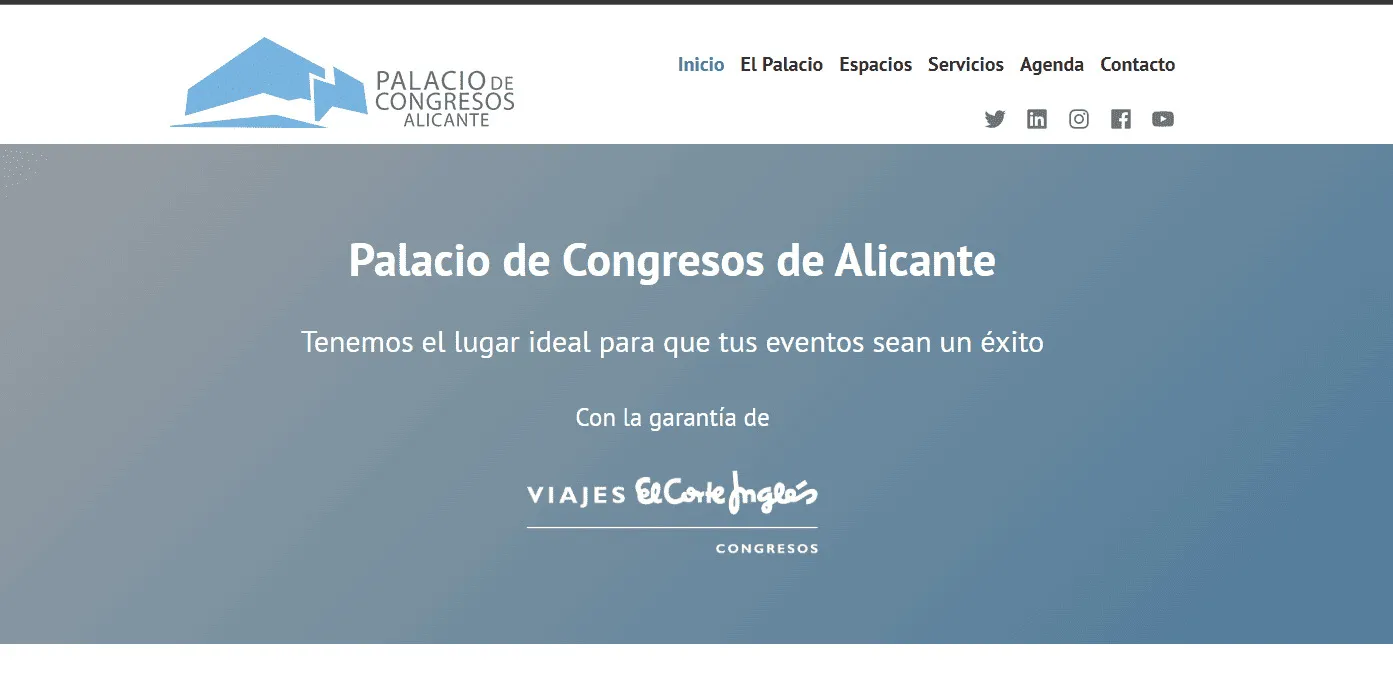 PALACIO DE
CONGRESOS
ALICANTE
Inicio El Palacio Espacios Servicios Agenda Contacto
Palacio de Congresos de Alicante
Tenemos el lugar ideal para que tus eventos sean un éxito
Con la garantía de
VIAJES El Corte Inglés
CONGRESOS